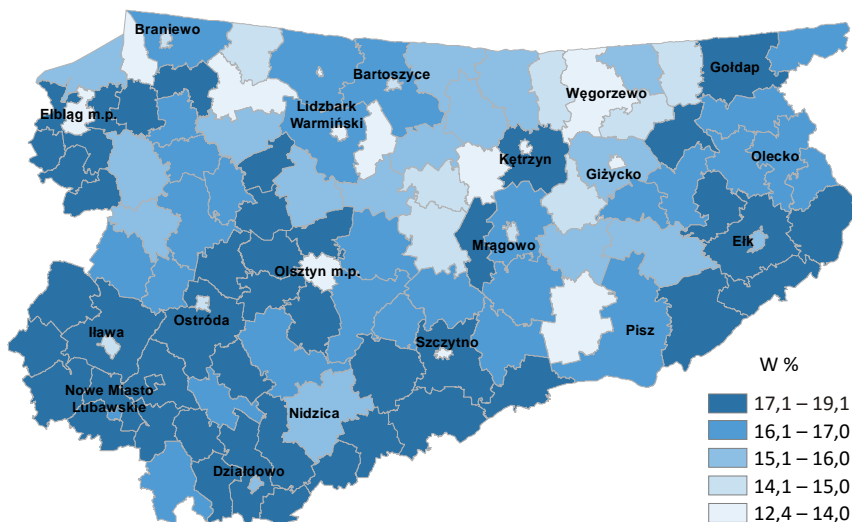 Braniewo
Gołdap
Bartoszyce
Węgorzewo
Elbląg m.p.
Lidzbark
Warmiński
Kętrzyn
Olecko
Giżycko
Mrągowo
Ełk
Olsztyn m.p.
Ostróda
Iława
Pisz
Szczytno
Nowe Miasto
Lubawskie
Nidzica
Działdowo
W %
17,1 – 19,1
16,1 – 17,0
15,1 – 16,0
14,1 – 15,0
12,4 – 14,0